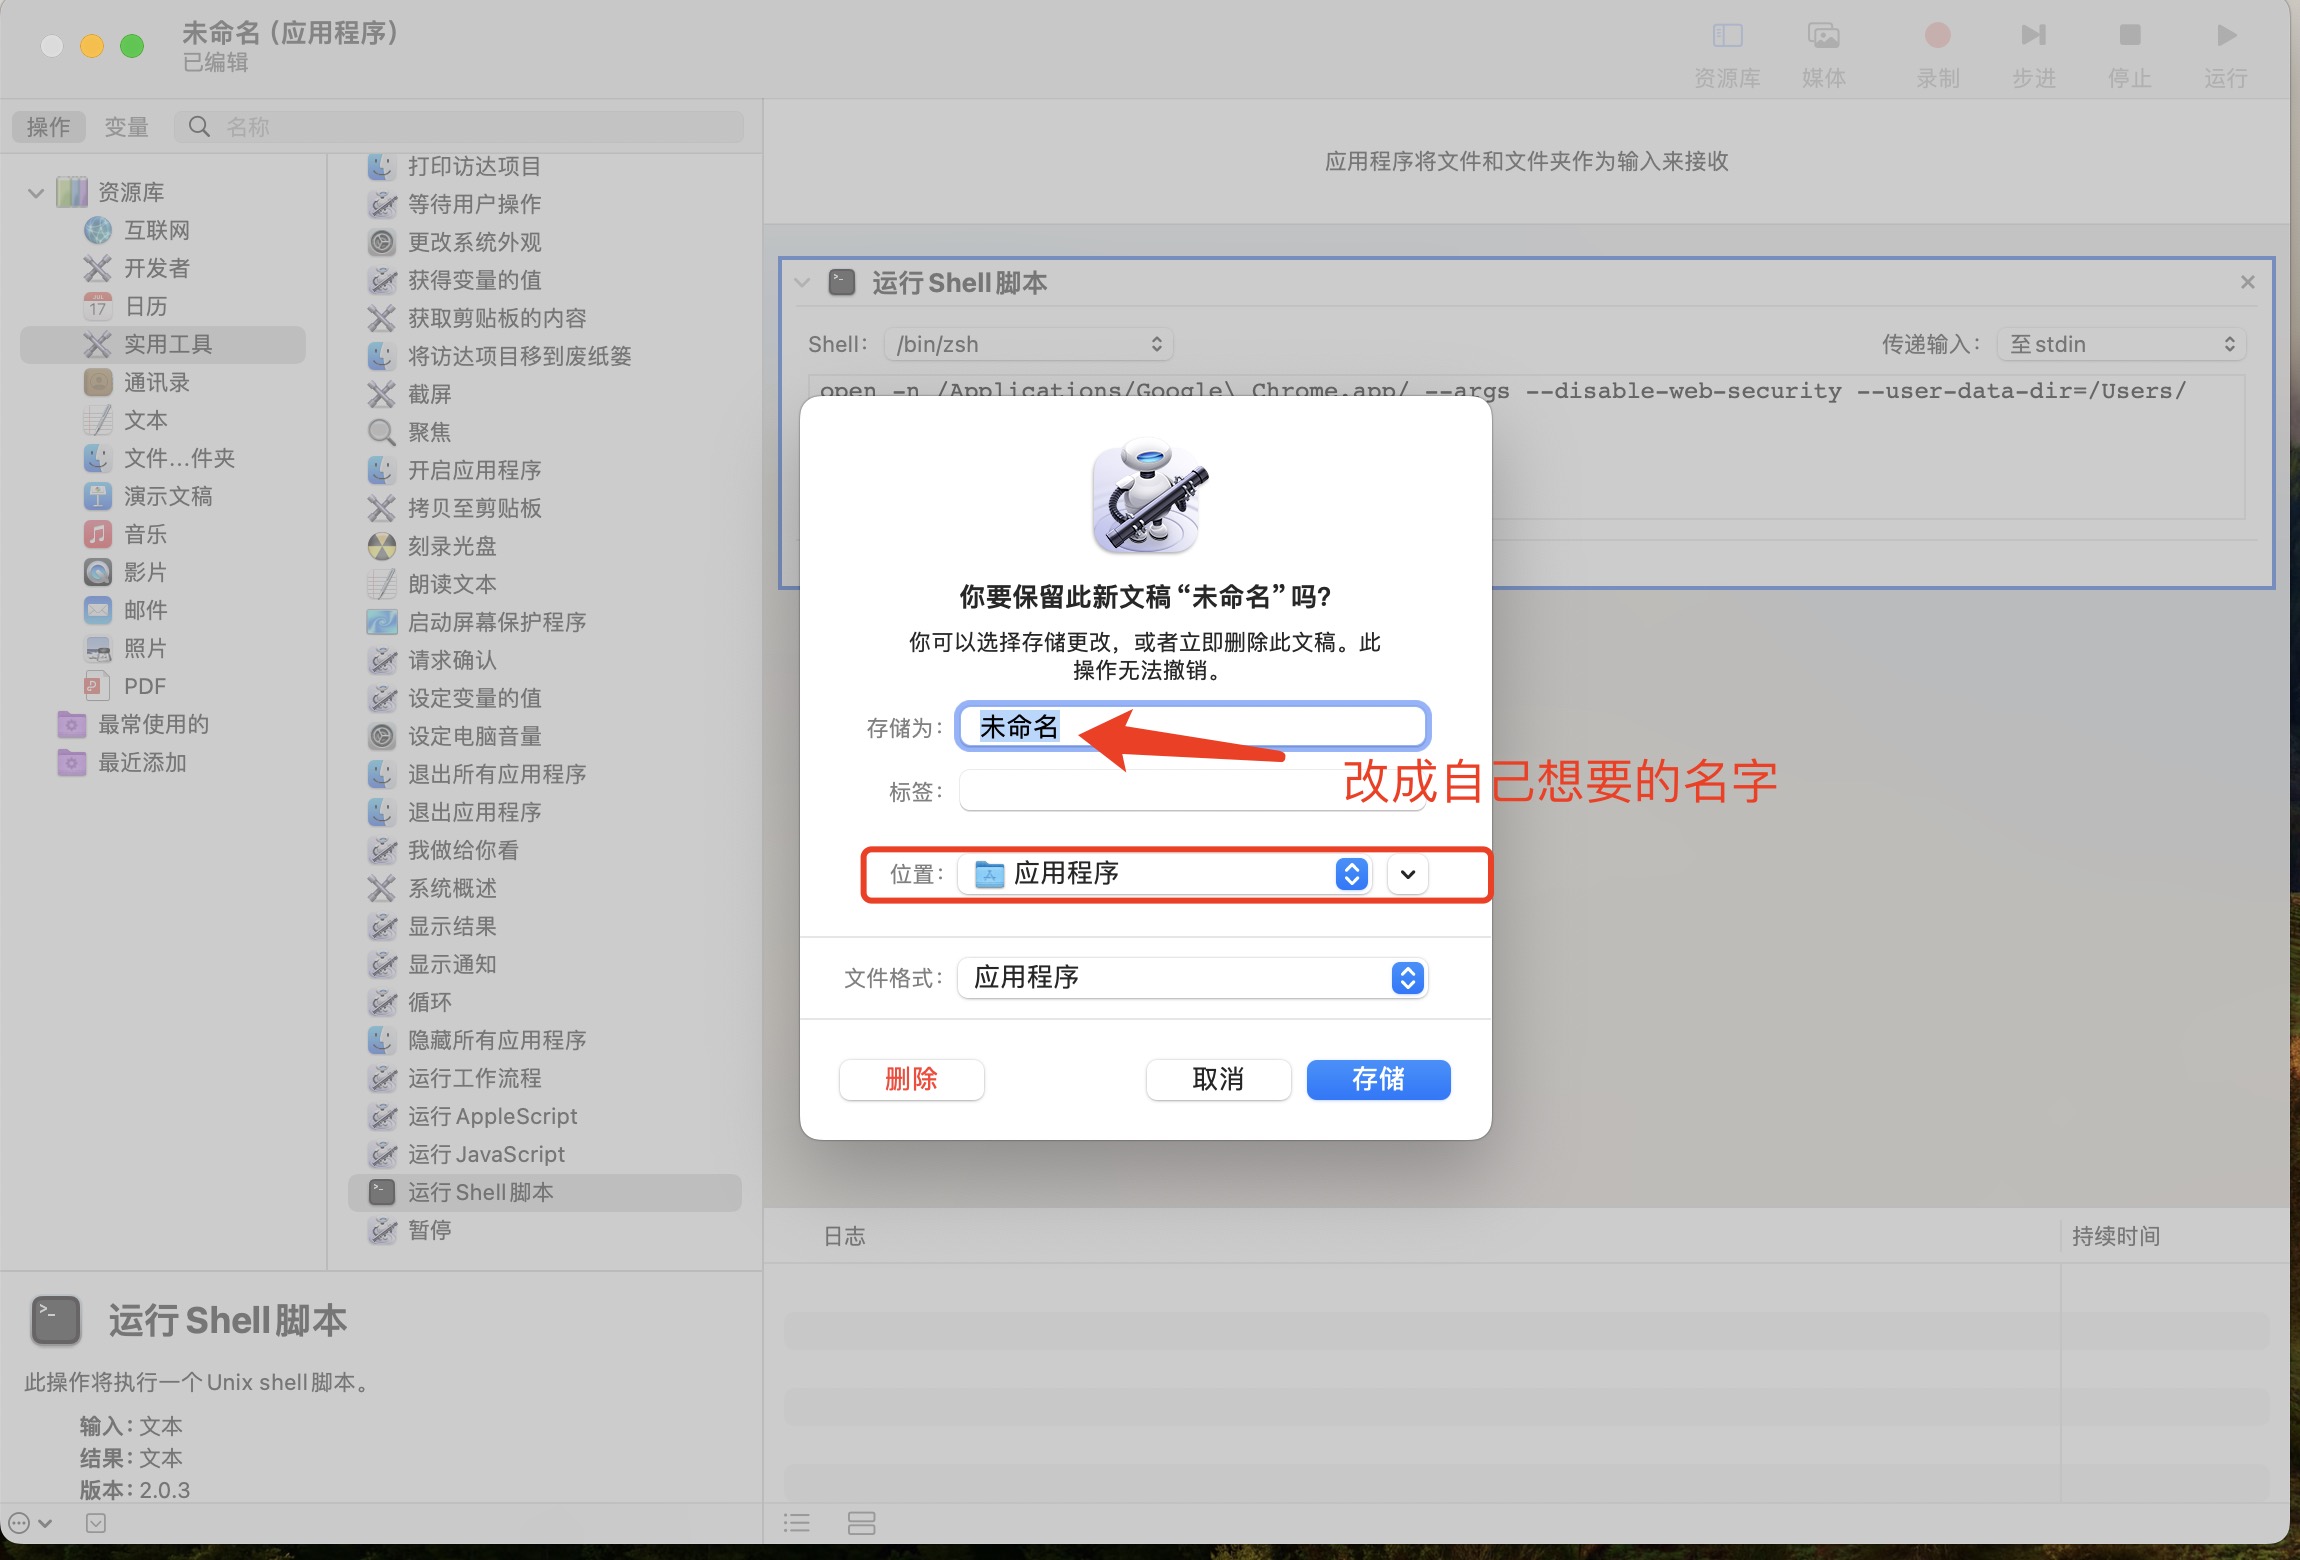 未命名（应用程序）
已编辑
资源库
媒体
录制
步进
停止
运行
操作
变量
名称
资源库
互联网
开发者
JUL
17
日历
实用工具
通讯录
文本
文件…件夹
演示文稿
音乐
影片
邮件
照片
PDF
最常使用的
最近添加
打印访达项目
等待用户操作
更改系统外观
获得变量的值
获取剪贴板的内容
将访达项目移到废纸篓
截屏
聚焦
开启应用程序
拷贝至剪贴板
刻录光盘
朗读文本
启动屏幕保护程序
请求确认
设定变量的值
设定电脑音量
退出所有应用程序
退出应用程序
我做给你看
系统概述
显示结果
显示通知
循环
隐藏所有应用程序
运行工作流程
运行 AppleScript
运行 JavaScript
运行 Shell 脚本
暂停
应用程序将文件和文件夹作为输入来接收
运行 Shell 脚本
Shell: /bin/zsh
传递输入: 至 stdin
open -n /Applications/Google\ Chrome.app/ --args --disable-web-security --user-data-dir=/Users/
你要保留此新文稿“未命名”吗?
你可以选择存储更改，或者立即删除此文稿。此
操作无法撤销。
存储为: 未命名
改成自己想要的名字
标签:
位置: 应用程序
文件格式: 应用程序
删除
取消
存储
日志
持续时间
运行 Shell 脚本
此操作将执行一个 Unix shell 脚本。
输入: 文本
结果: 文本
版本: 2.0.3